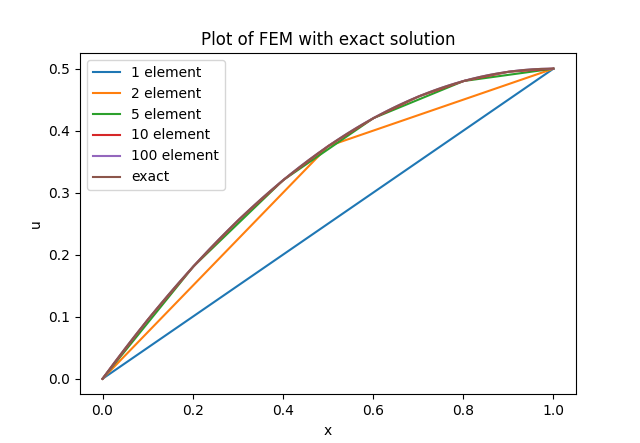 Plot of FEM with exact solution
1 element
2 element
5 element
10 element
100 element
exact
u
0.5
0.4
0.3
0.2
0.1
0.0
0.0 0.2 0.4 0.6 0.8 1.0
x